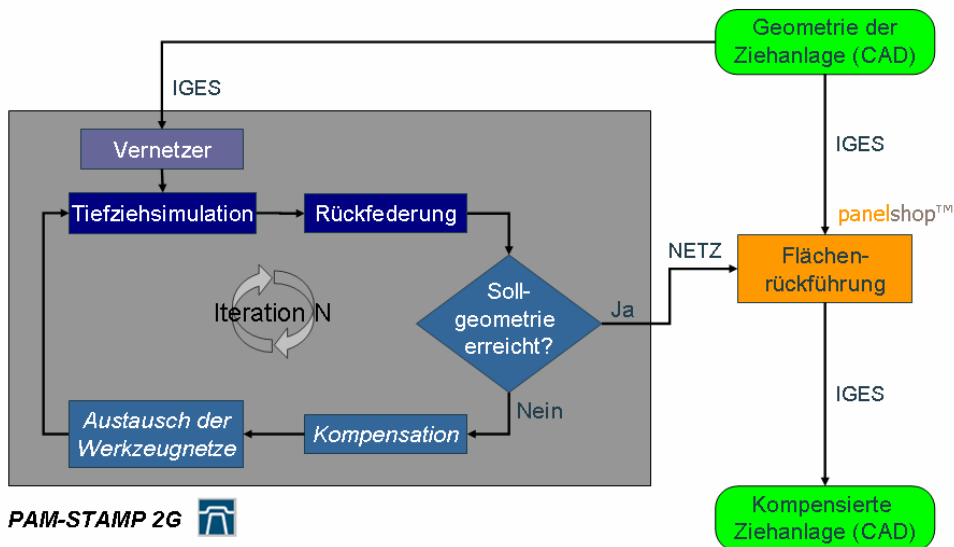 Geometrie der
Ziehanlage (CAD)
IGES
IGES
Vernetzer
Tiefziehsimulation
Rückfederung
panelshop™
NETZ
Flächen-
rückführung
Soll-
geometrie
erreicht?
Ja
Iteration N
IGES
Nein
Austausch der
Werkzeugnetze
Kompensation
PAM-STAMP 2G
Kompensierte
Ziehanlage (CAD)